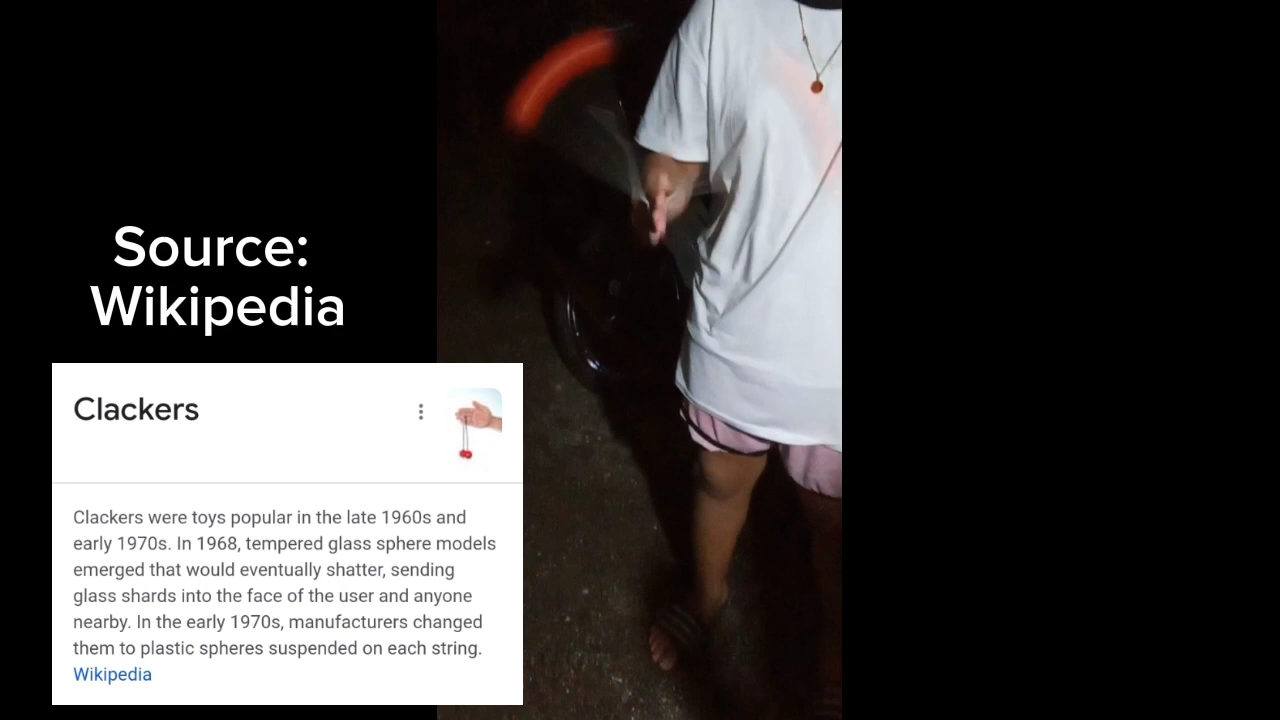 Source:
Wikipedia
Clackers
Clackers were toys popular in the late 1960s and
early 1970s. In 1968, tempered glass sphere models
emerged that would eventually shatter, sending
glass shards into the face of the user and anyone
nearby. In the early 1970s, manufacturers changed
them to plastic spheres suspended on each string.
Wikipedia